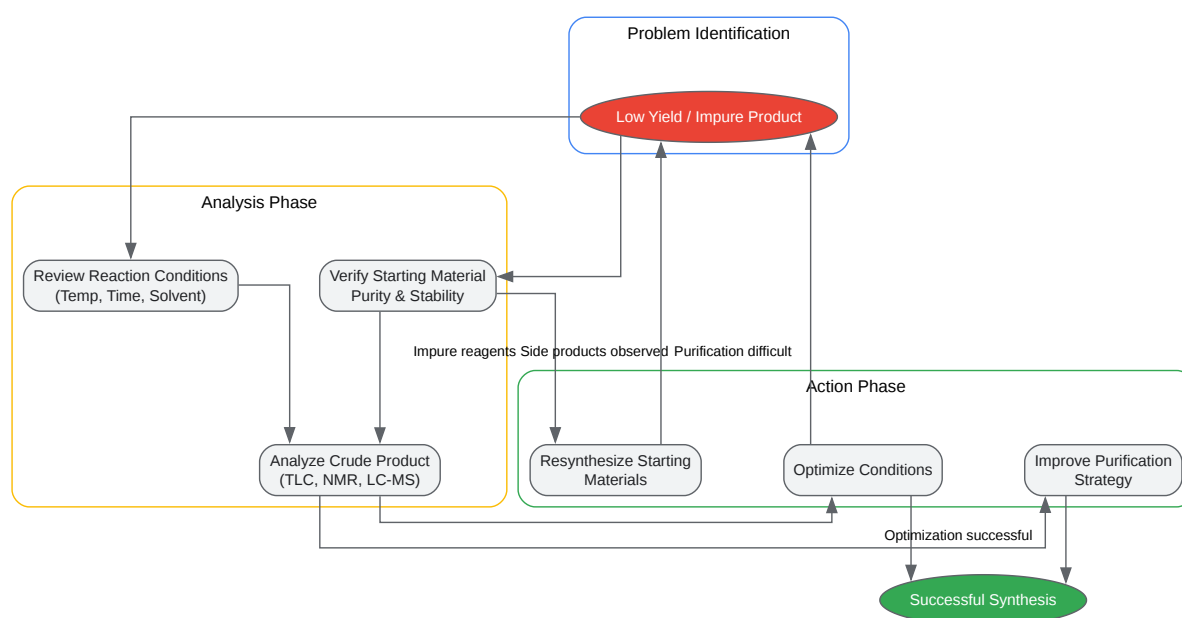 Problem Identification
Low Yield / Impure Product
Analysis Phase
Review Reaction Conditions
(Temp, Time, Solvent)
Verify Starting Material
Purity & Stability
Impure reagents
Side products observed
Purification difficult
Action Phase
Analyze Crude Product
(TLC, NMR, LC-MS)
Resynthesize Starting
Materials
Optimize Conditions
Improve Purification
Strategy
Optimization successful
Successful Synthesis